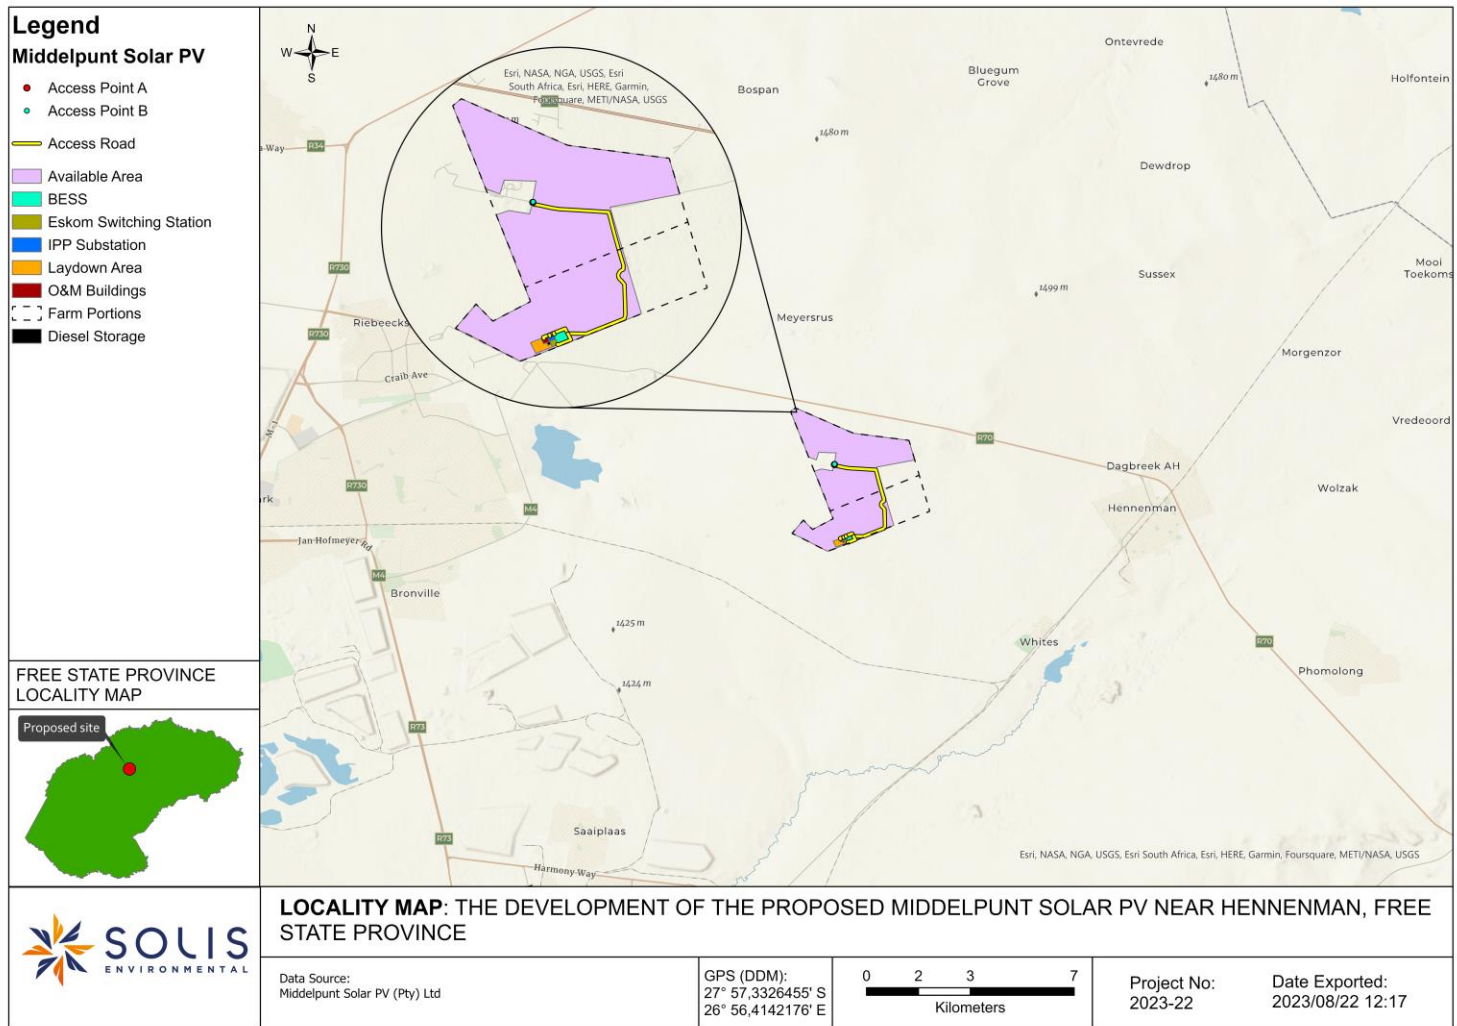 Legend
Middelpunt Solar PV
Access Point A
Access Point B
Access Road
Available Area
BESS
Eskom Switching Station
IPP Substation
Laydown Area
O&M Buildings
Farm Portions
Diesel Storage
FREE STATE PROVINCE
LOCALITY MAP
Proposed site
N
W
E
S
Esri, NASA, NGA, USGS, Esri
South Africa, Esri, HERE, Garmin,
Foursquare, METI/NASA, USGS
Ontevrede
Bluegum
Grove
Bospan
1480 m
Holfontein
1480 m
R34
Dewdrop
R730
Sussex
Mooi
Toekoms
1499 m
Riebeecks
R730
Meyersrus
Morgenzor
Craib Ave
Vredeoord
R70
Dagbreek AH
R730
Wolzak
M4
Hennenman
Jan Hofmeyer Rd
M4
Bronville
1425 m
Whites
R70
Phomolong
1424 m
R73
Saaiplaas
R73
Harmony Way
Esri, NASA, NGA, USGS, Esri South Africa, Esri, HERE, Garmin, Foursquare, METI/NASA, USGS
SOLIS
ENVIRONMENTAL
LOCALITY MAP: THE DEVELOPMENT OF THE PROPOSED MIDDELPUNT SOLAR PV NEAR HENNENMAN, FREE
STATE PROVINCE
Data Source:
Middelpunt Solar PV (Pty) Ltd
GPS (DDM):
27° 57,3326455' S
26° 56,4142176' E
0 2 3 7
Kilometers
Project No:
2023-22
Date Exported:
2023/08/22 12:17